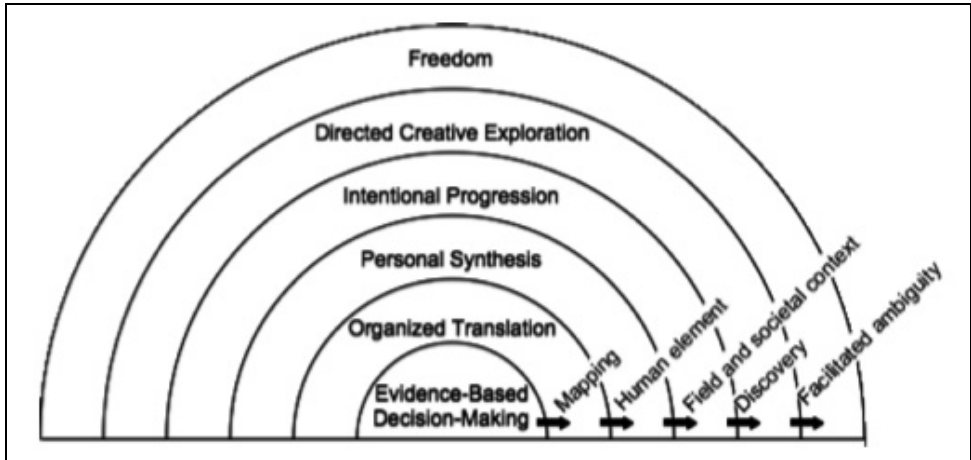 Freedom
Directed Creative Exploration
Intentional Progression
Personal Synthesis
Organized Translation
Evidence-Based
Decision-Making
Mapping
Human element
Field and societal context
Discovery
Facilitated ambiguity